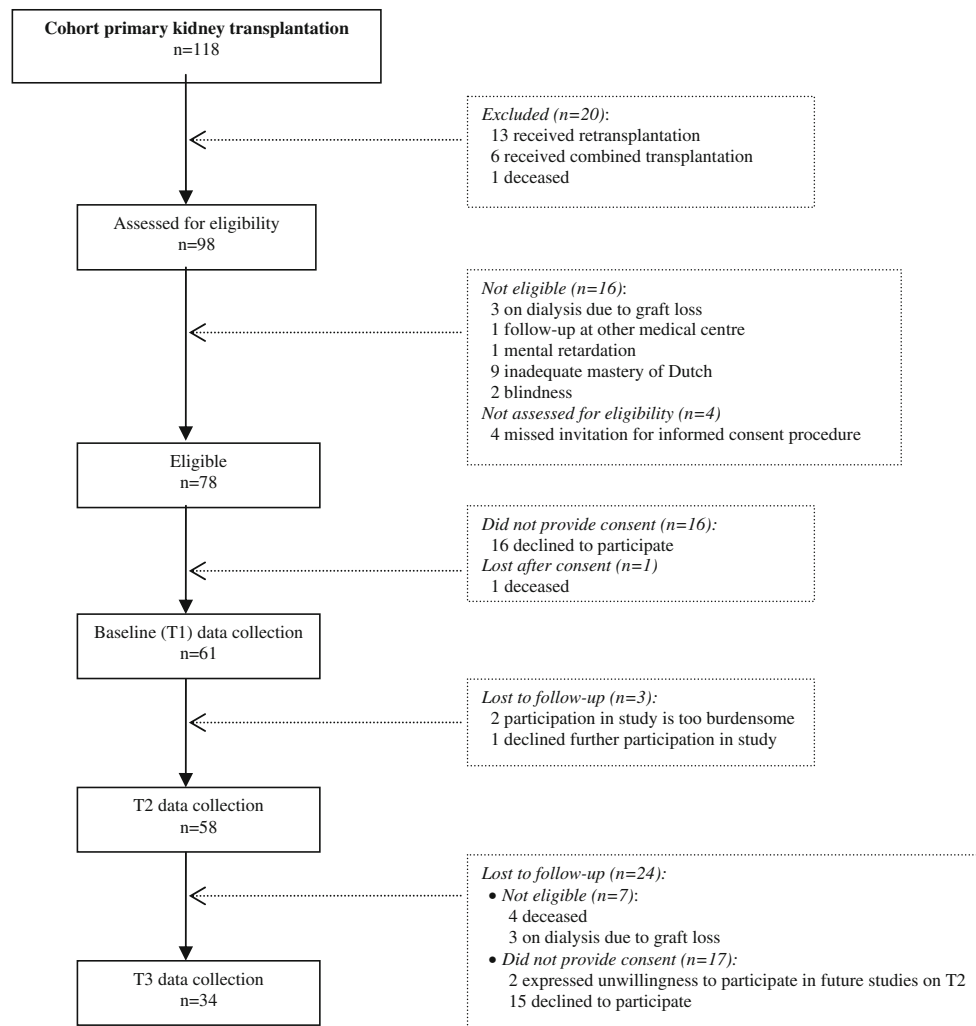 Cohort primary kidney transplantation
n=118
Excluded (n=20):
13 received retransplantation
6 received combined transplantation
1 deceased
Assessed for eligibility
n=98
Not eligible (n=16):
3 on dialysis due to graft loss
1 follow-up at other medical centre
1 mental retardation
9 inadequate mastery of Dutch
2 blindness
Not assessed for eligibility (n=4)
4 missed invitation for informed consent procedure
Eligible
n=78
Did not provide consent (n=16):
16 declined to participate
Lost after consent (n=1)
1 deceased
Baseline (T1) data collection
n=61
Lost to follow-up (n=3):
2 participation in study is too burdensome
1 declined further participation in study
T2 data collection
n=58
Lost to follow-up (n=24):
• Not eligible (n=7):
4 deceased
3 on dialysis due to graft loss
• Did not provide consent (n=17):
2 expressed unwillingness to participate in future studies on T2
15 declined to participate
T3 data collection
n=34